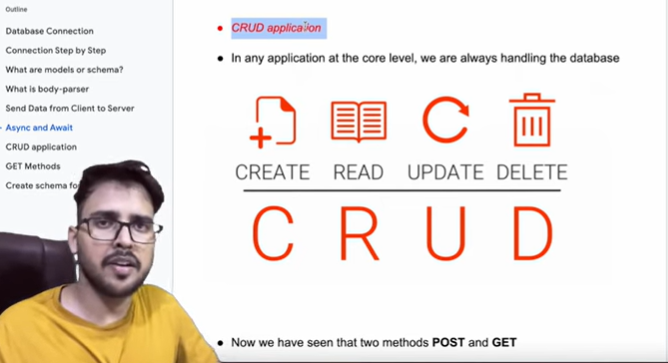 Outline
Database Connection
Connection Step by Step
What are models or schema?
What is body-parser
Send Data from Client to Server
Async and Await
CRUD application
GET Methods
Create schema fo
CRUD application
In any application at the core level, we are always handling the database
CREATE READ UPDATE DELETE
C R U D
Now we have seen that two methods POST and GET